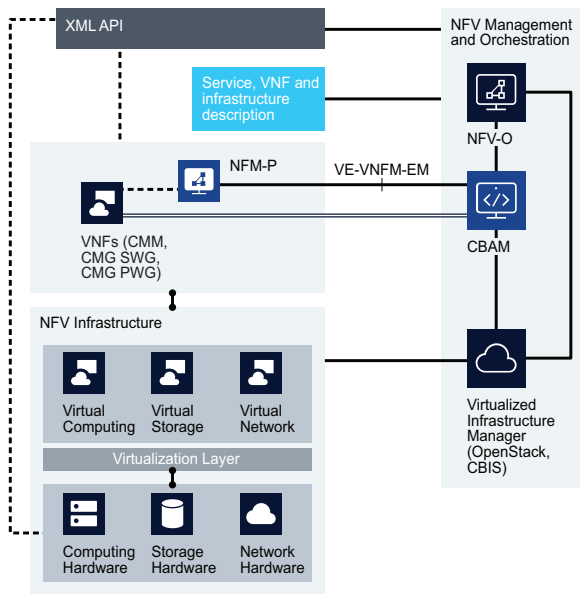 XML API
NFV Management
and Orchestration
Service, VNF and
infrastructure
description
NFV-O
NFM-P
VE-VNFM-EM
VNFs (CMM,
CMG SWG,
CMG PWG)
CBAM
NFV Infrastructure
Virtual
Computing
Virtual
Storage
Virtual
Network
Virtualized
Infrastructure
Manager
(OpenStack,
CBIS)
Virtualization Layer
Computing
Hardware
Storage
Hardware
Network
Hardware